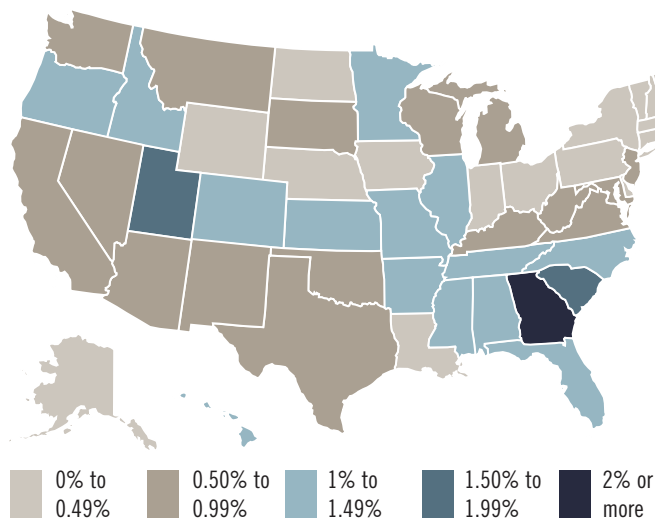 0% to
0.49%
0.50% to
0.99%
1% to
1.49%
1.50% to
1.99%
2% or
more